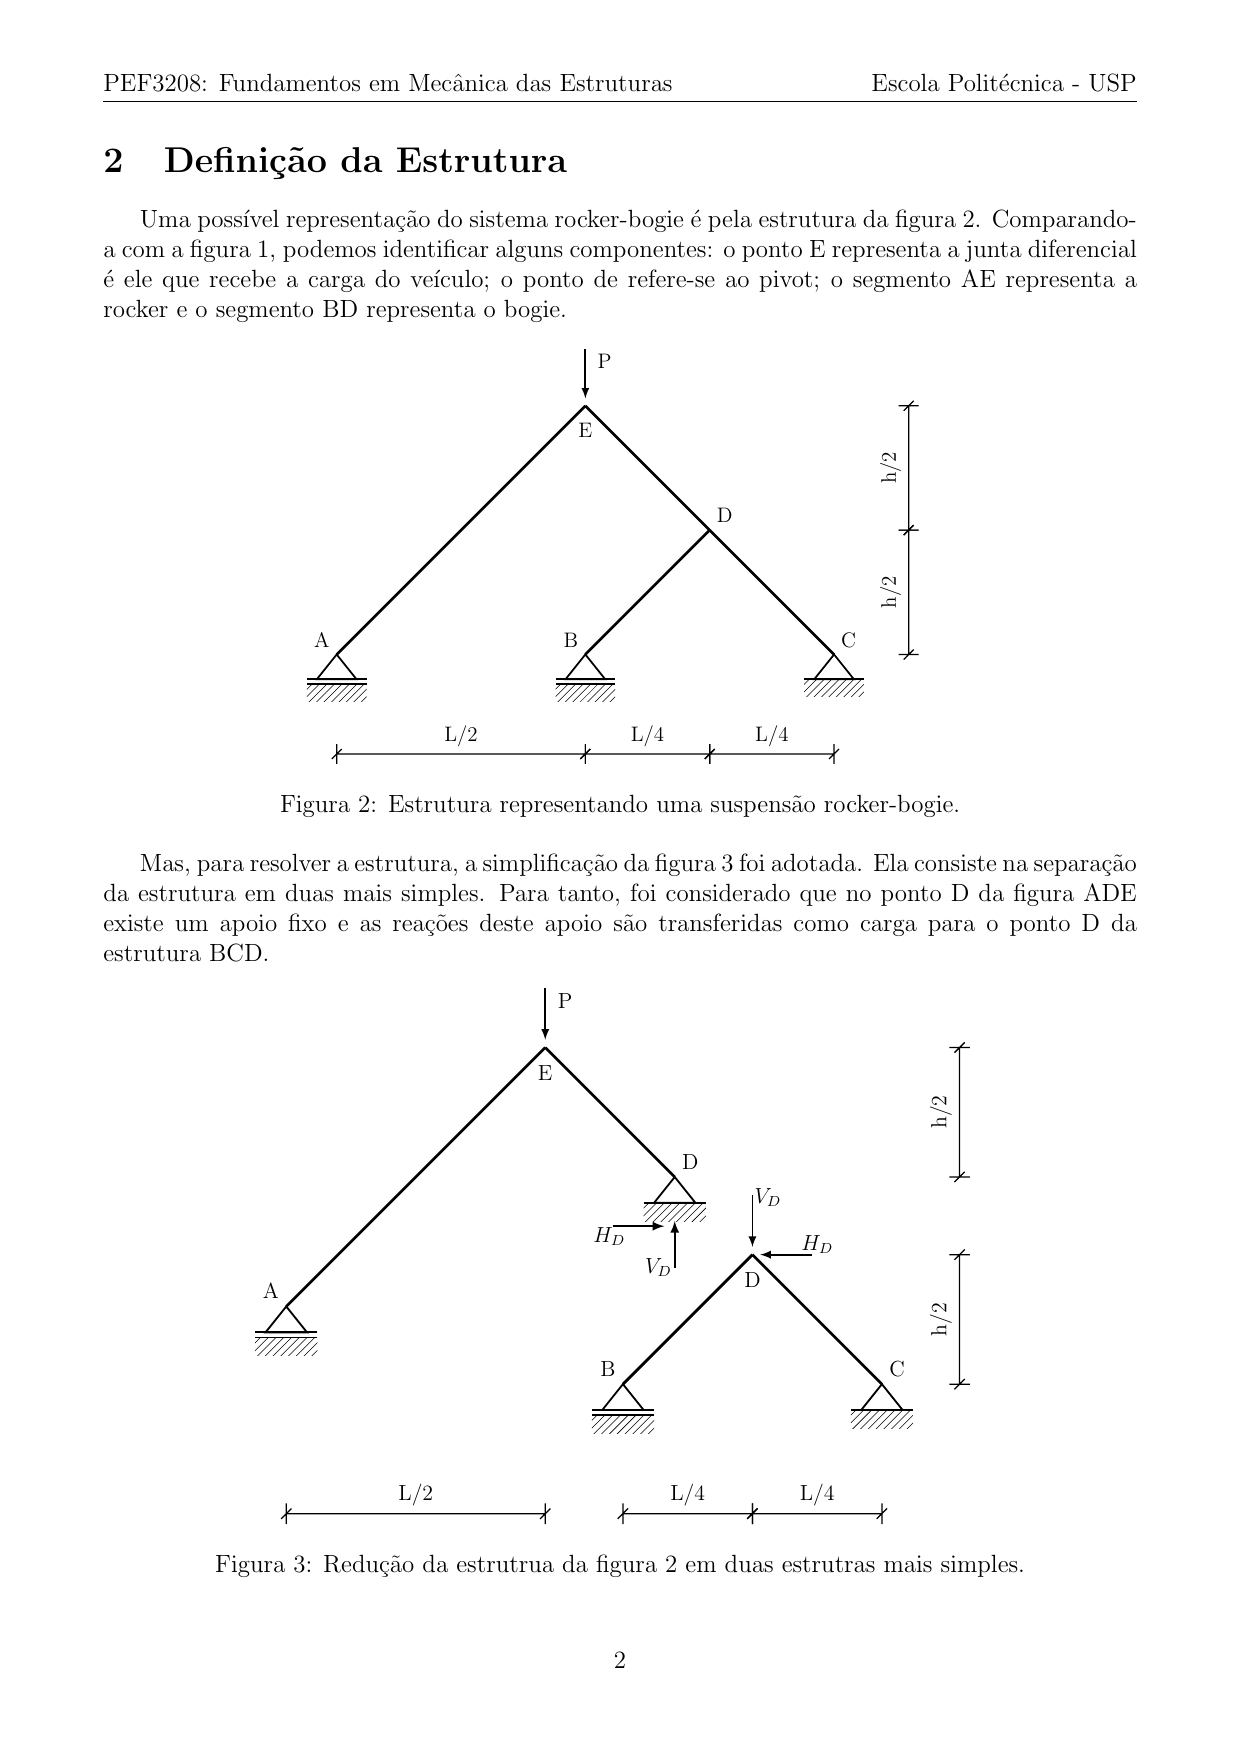 PEF3208: Fundamentos em Mecânica das Estruturas Escola Politécnica - USP
2 Definição da Estrutura
Uma possível representação do sistema rocker-bogie é pela estrutura da figura 2. Comparando-
a com a figura 1, podemos identificar alguns componentes: o ponto E representa a junta diferencial
é ele que recebe a carga do veículo; o ponto de refere-se ao pivot; o segmento AE representa a
rocker e o segmento BD representa o bogie.
P
E
h/2
D
h/2
A
B
C
L/2 L/4 L/4
Figura 2: Estrutura representando uma suspensão rocker-bogie.
Mas, para resolver a estrutura, a simplificação da figura 3 foi adotada. Ela consiste na separação
da estrutura em duas mais simples. Para tanto, foi considerado que no ponto D da figura ADE
existe um apoio fixo e as reações deste apoio são transferidas como carga para o ponto D da
estrutura BCD.
P
E
h/2
D
V_D
H_D
H_D
V_D
D
A
h/2
B
C
L/2 L/4 L/4
Figura 3: Redução da estrutrua da figura 2 em duas estrutras mais simples.
2